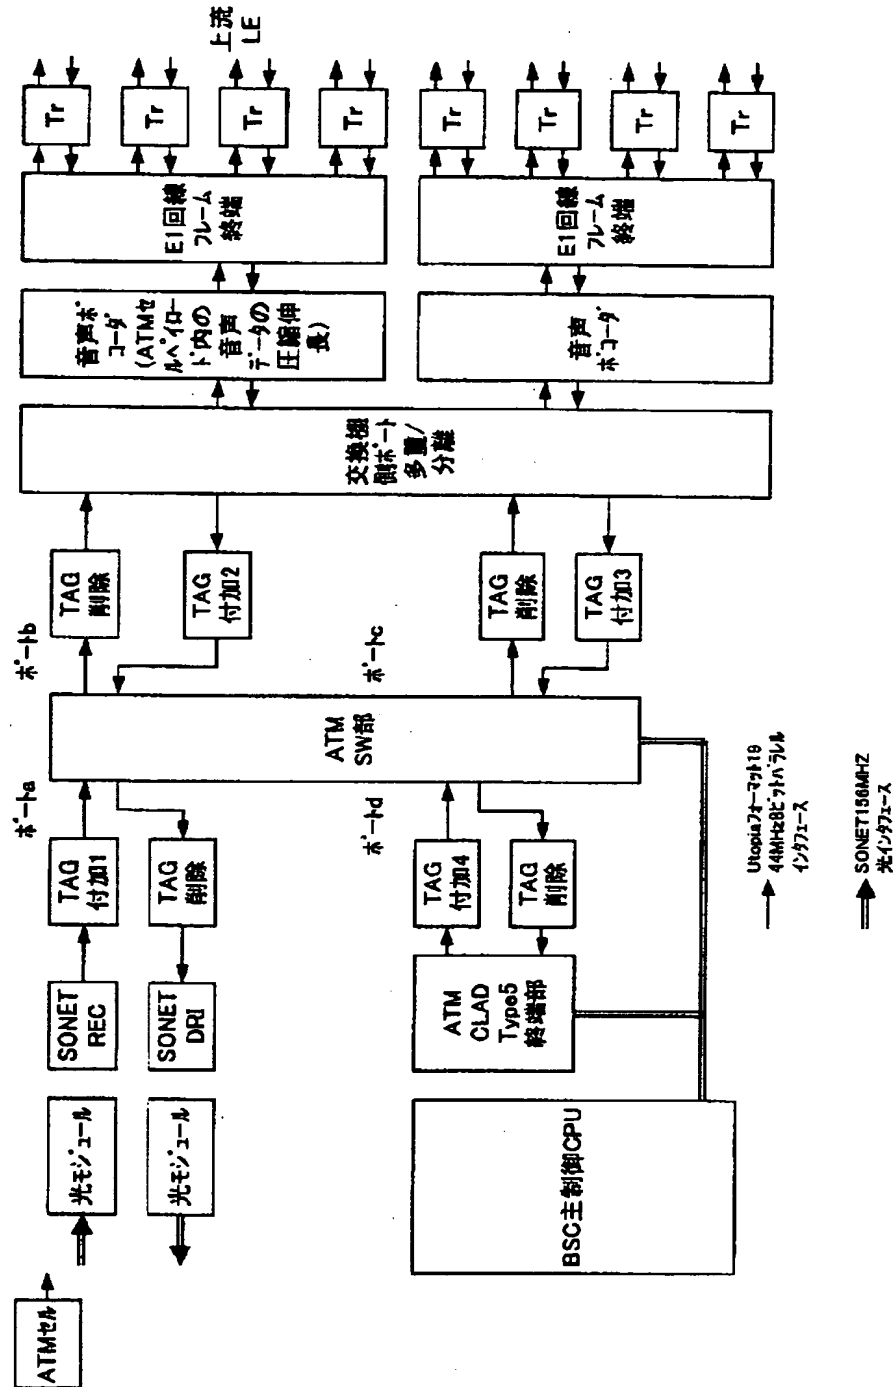 ATMセル
光モジュール
光モジュール
SONET
REC
SONET
DRI
TAG
付加1
TAG
削除
ポートa
ATM
SW部
ポートb
TAG
削除
TAG
付加2
ポートc
TAG
削除
TAG
付加3
ポートd
TAG
付加4
TAG
削除
ATM
CLAD
Type5
終端部
BSC主制御CPU
交換機
側ポート
多重/
分離
音声ボ
コーダ
(ATMセ
ルペイロー
ド内の
音声
データの
圧縮伸
長)
音声
ボコーダ
E1回線
フレーム
終端
E1回線
フレーム
終端
Tr
Tr
Tr
Tr
Tr
Tr
Tr
Tr
上流
LE
Utopiaフォーマット19
44MHz8ビットパラレル
インタフェース
SONET156MHZ
光インタフェース